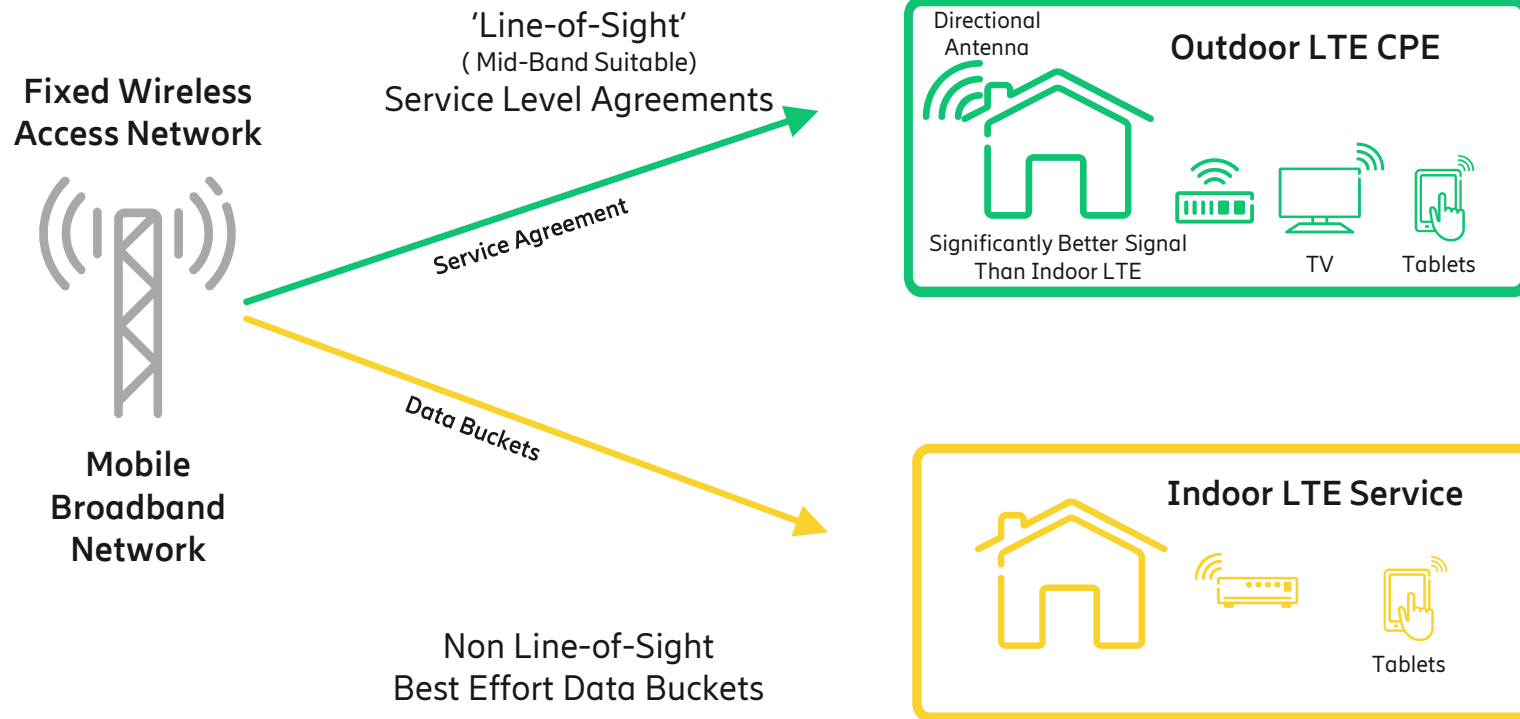 Fixed Wireless
Access Network
Mobile
Broadband
Network
'Line-of-Sight'
( Mid-Band Suitable)
Service Level Agreements
Service Agreement
Data Buckets
Non Line-of-Sight
Best Effort Data Buckets
Directional
Antenna
Outdoor LTE CPE
Significantly Better Signal
Than Indoor LTE
TV
Tablets
Indoor LTE Service
Tablets